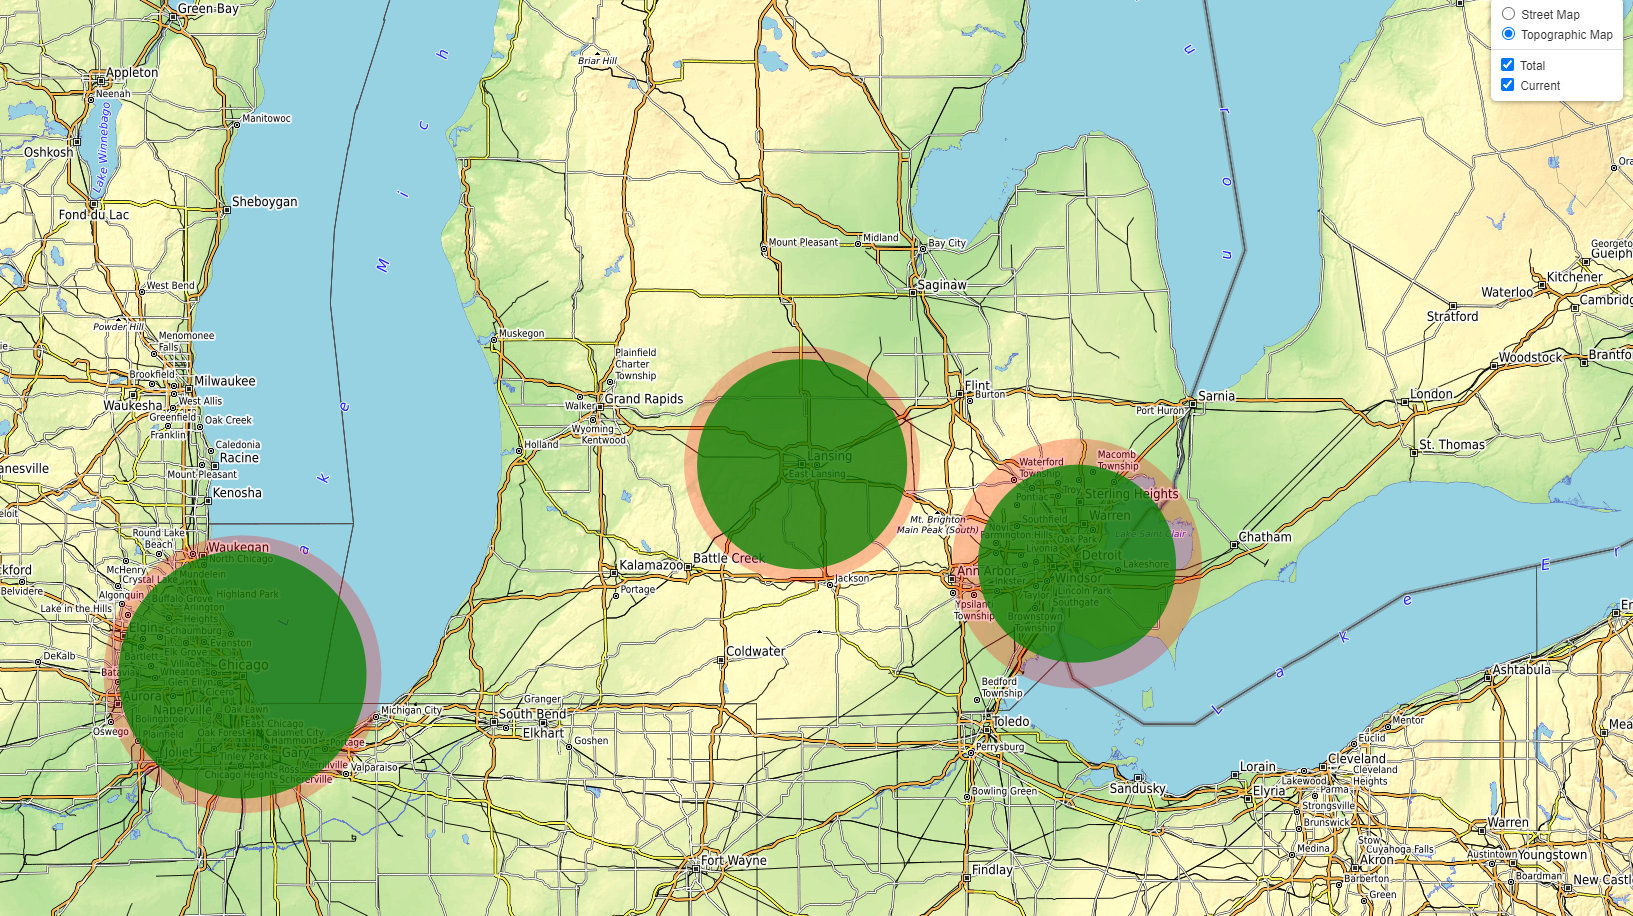 Green Bay
Street Map
Topographic Map
Total
Current
Appleton
Neenah
Lake Winnebago
Manitowoc
Oshkosh
Fond du Lac
Sheboygan
Briar Hill
h
c
i
M
e
k
a
L
u
r
o
u
Mount Pleasant
Midland
Bay City
Saginaw
West Bend
Powder Hill
Menomonee
Falls
Brookfield
Milwaukee
Waukesha
West Allis
Greenfield
Oak Creek
Franklin
Caledonia
Racine
Mount Pleasant
Kenosha
anesville
eloit
Muskegon
Plainfield
Charter
Township
Walker
Grand Rapids
Wyoming
Kentwood
Holland
Lansing
East Lansing
Flint
Burton
Port Huron
Sarnia
Kitchener
Waterloo
Stratford
Woodstock
London
St. Thomas
Chatham
Mt. Brighton
Main Peak (South)
Waterford
Township
Macomb
Township
Pontiac
Troy
Sterling Heights
Warren
Southfield
Farmington Hills
Oak Park
Lake Saint Clair
Livonia
Detroit
Lakeshore
Windsor
Inkster
Taylor
Lincoln Park
Southgate
Brownstown
Township
Ann Arbor
Ypsilanti
Township
Bedford
Township
Toledo
Perrysburg
Bowling Green
Findlay
Kalamazoo
Portage
Battle Creek
Jackson
Coldwater
Round Lake
Beach
Waukegan
North Chicago
McHenry
Mundelein
Crystal Lake
Algonquin
Buffalo Grove
Highland Park
Lake in the Hills
Arlington
Heights
Elgin
Schaumburg
Evanston
Bartlett
Elk Grove
Village
Chicago
Batavia
Wheaton
Glen Ellyn
Cicero
Aurora
Naperville
Oak Lawn
Bolingbrook
East Chicago
Oswego
Plainfield
Oak Forest
Calumet City
Hammond
Joliet
Tinley Park
Gary
Chicago Heights
Merrillville
Schererville
Valparaiso
DeKalb
Belvidere
ckford
Michigan City
Granger
South Bend
Elkhart
Goshen
Fort Wayne
L
a
k
e
E
r
Ashtabula
Mentor
Euclid
Cleveland
Cleveland
Heights
Lakewood
Parma
Lorain
Elyria
Sandusky
Strongsville
Brunswick
Medina
Stow
Cuyahoga Falls
Akron
Barberton
Green
Warren
Austintown
Youngstown
Boardman
New Castl